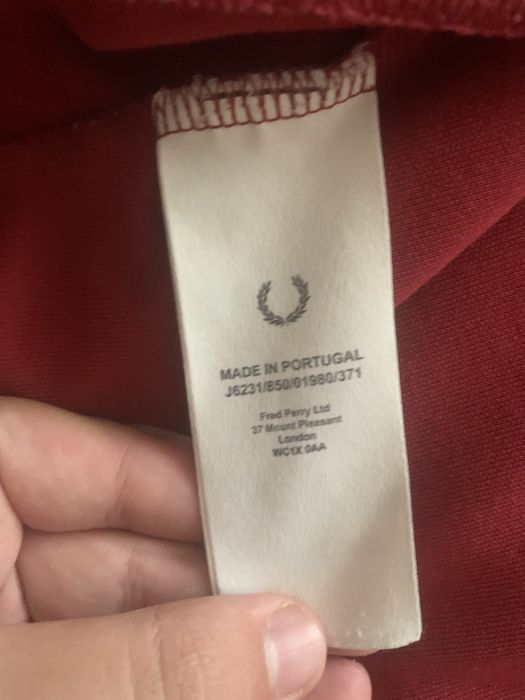 MADE IN PORTUGAL
J6231/850/01980/371
Fred Perry Ltd
37 Mount Pleasant
London
WC1X 0AA